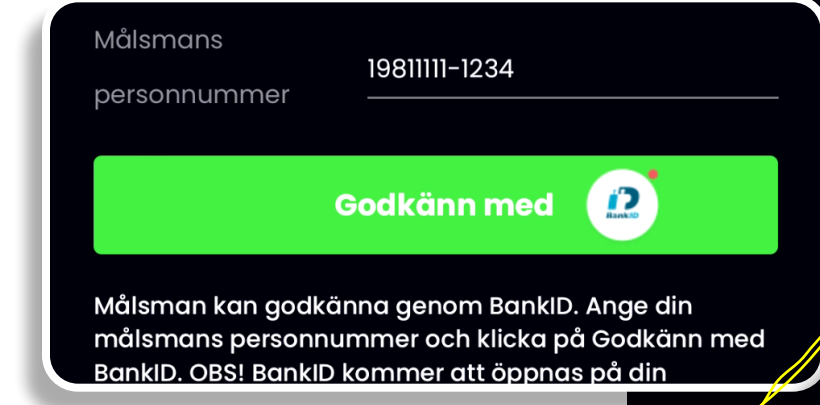 Målsmans
personnummer
19811111-1234
Godkänn med
BankID
Målsman kan godkänna genom BankID. Ange din
målsmans personnummer och klicka på Godkänn med
BankID. OBS! BankID kommer att öppnas på din